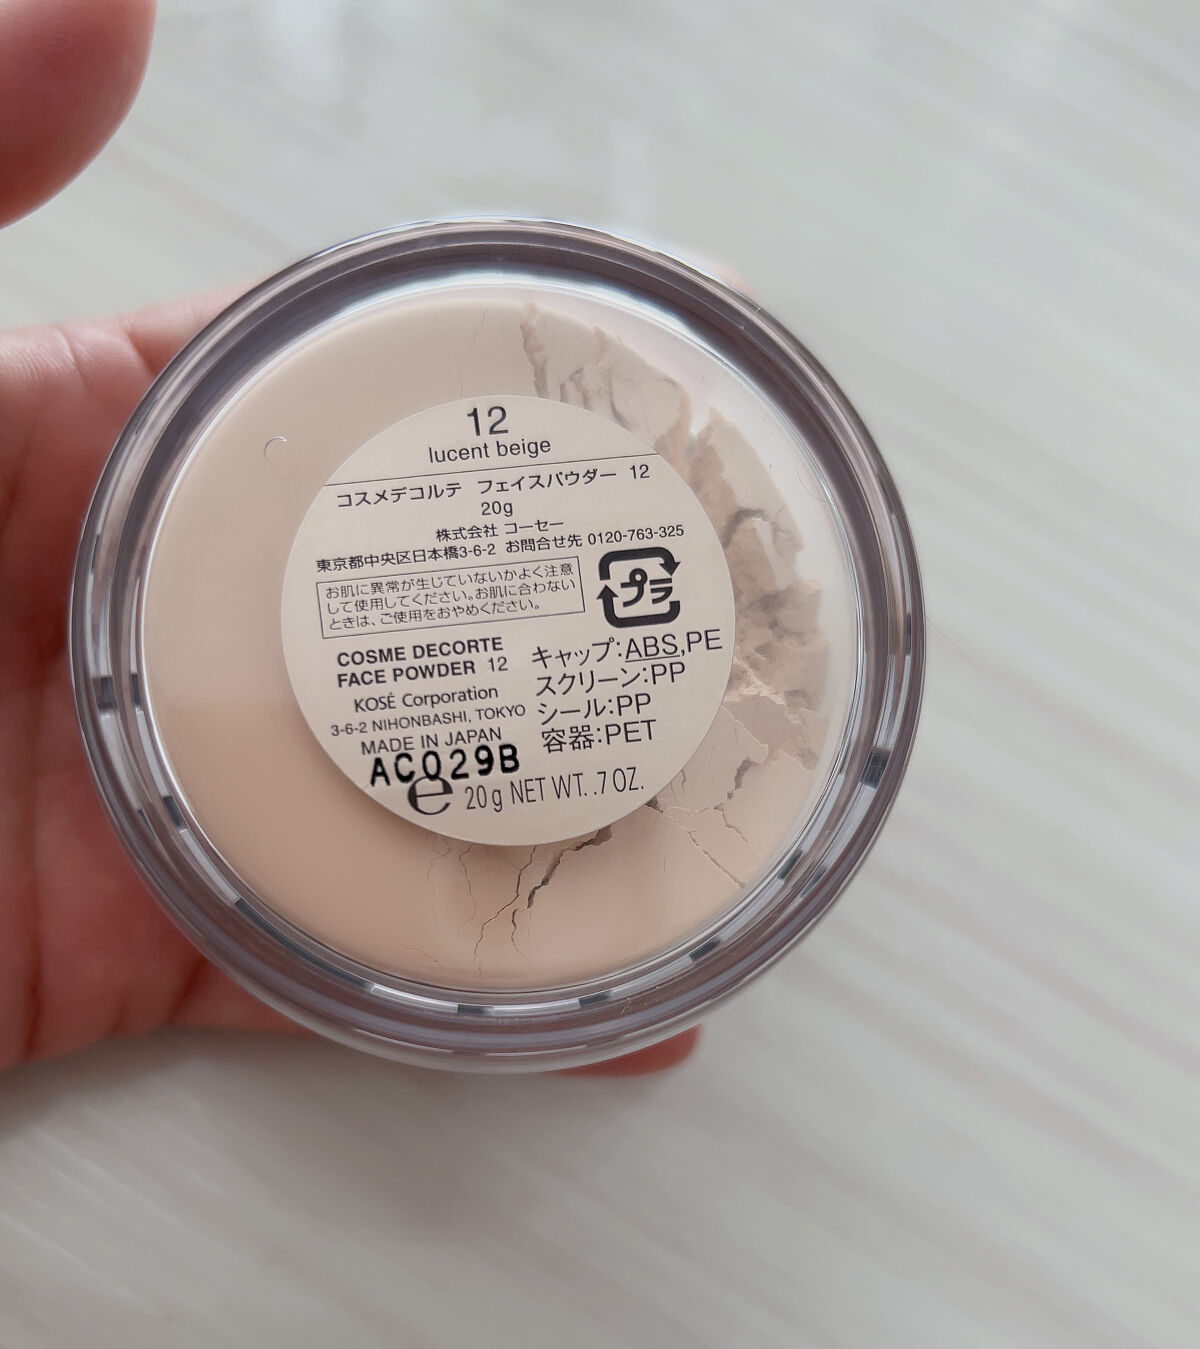 12
lucent beige
コスメデコルテ フェイスパウダー 12
20g
株式会社 コーセー
東京都中央区日本橋3-6-2 お問合せ先 0120-763-325
お肌に異常が生じていないかよく注意
して使用してください。お肌に合わない
ときは、ご使用をおやめください。
プラ
COSME DECORTE
FACE POWDER 12
KOSÉ Corporation
3-6-2 NIHONBASHI, TOKYO
MADE IN JAPAN
キャップ:ABS,PE
スクリーン:PP
シール:PP
容器:PET
AC029B
e 20g NET WT. .7 OZ.